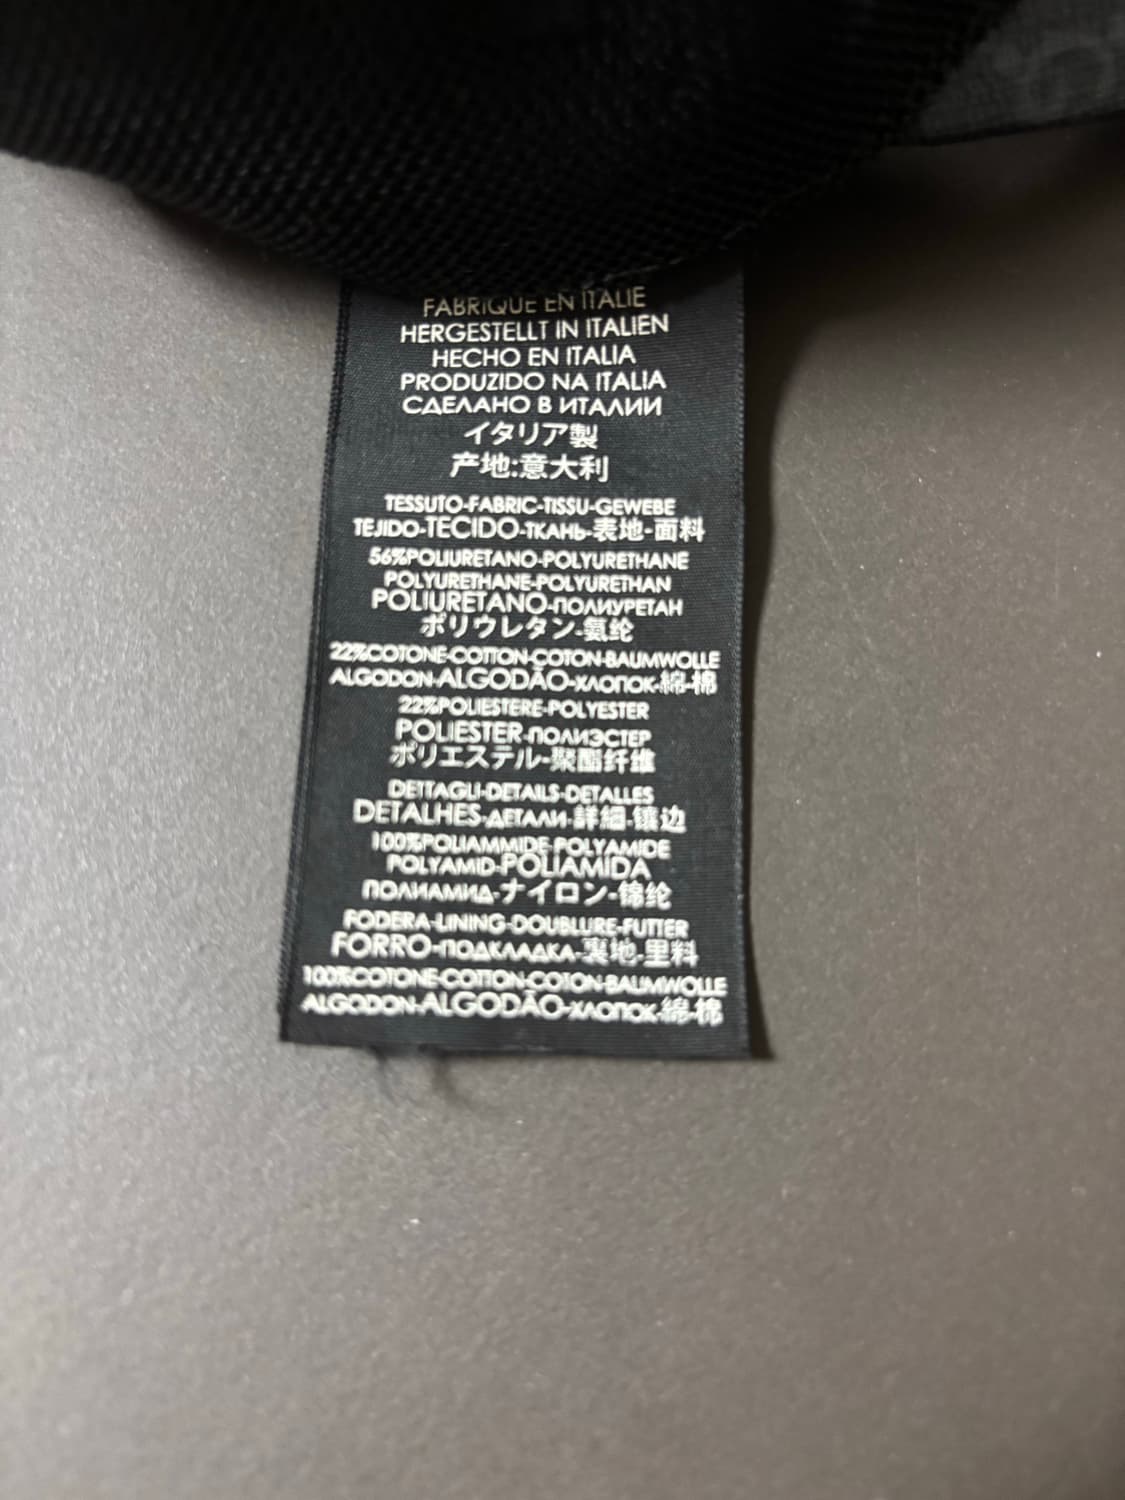 FABRIQUE EN ITALIE
HERGESTELLT IN ITALIEN
HECHO EN ITALIA
PRODUZIDO NA ITALIA
СДЕЛАНО В ИТАЛИИ
イタリア製
产地:意大利
TESSUTO-FABRIC-TISSU-GEWEBE
TEJIDO-TECIDO-ТКАНЬ-表地-面料
56%POLIURETANO-POLYURETHANE
POLYURETHANE-POLYURETHAN
POLIURETANO-ПОЛИУРЕТАН
ポリウレタン-氨纶
22%COTONE-COTTON-COTON-BAUMWOLLE
ALGODON-ALGODÃO-ХЛОПОК-綿-棉
22%POLIESTERE-POLYESTER
POLIESTER-ПОЛИЭСТЕР
ポリエステル-聚酯纤维
DETTAGLI-DETAILS-DETALLES
DETALHES-ДЕТАЛИ-詳細-镶边
100%POLIAMMIDE-POLYAMIDE
POLYAMID-POLIAMIDA
ПОЛИАМИД-ナイロン-锦纶
FODERA-LINING-DOUBLURE-FUTTER
FORRO-ПОДКЛАДКА-裏地-里料
100%COTONE-COTTON-COTON-BAUMWOLLE
ALGODON-ALGODÃO-ХЛОПОК-綿-棉